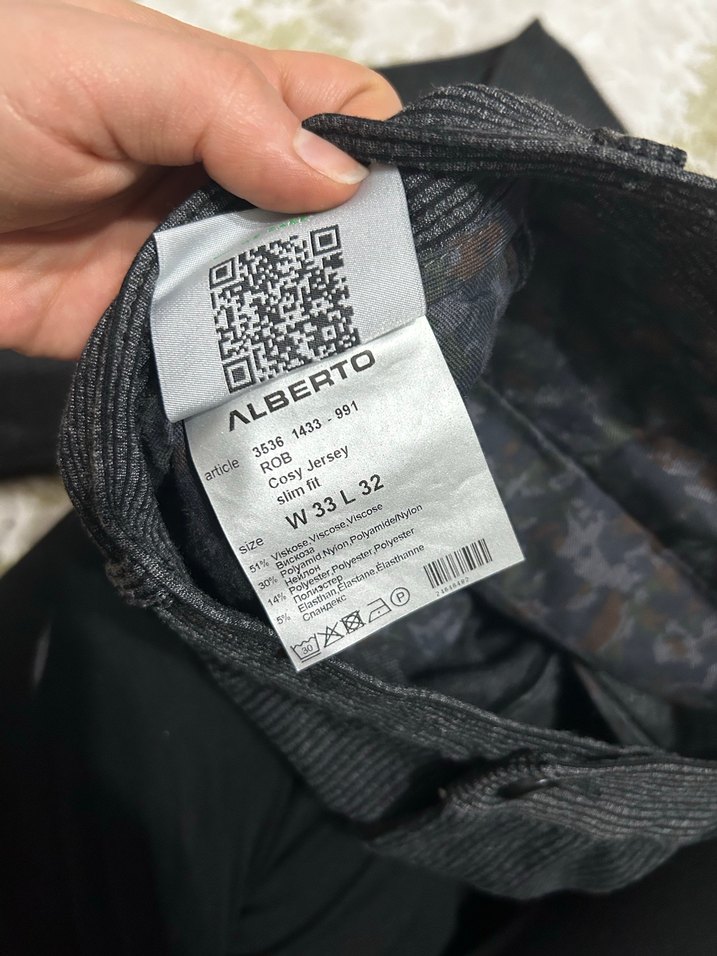 ALBERTO
article 3536 1433 - 991
ROB
Cosy Jersey
slim fit
size W 33 L 32
51% Viskose,Viscose,Viscose
Вискоза
30% Polyamid,Nylon,Polyamide/Nylon
Нейлон
14% Polyester,Polyester,Polyester
Полиэстер
5% Elasthan,Elastane,Élasthanne
Спандекс
30 P